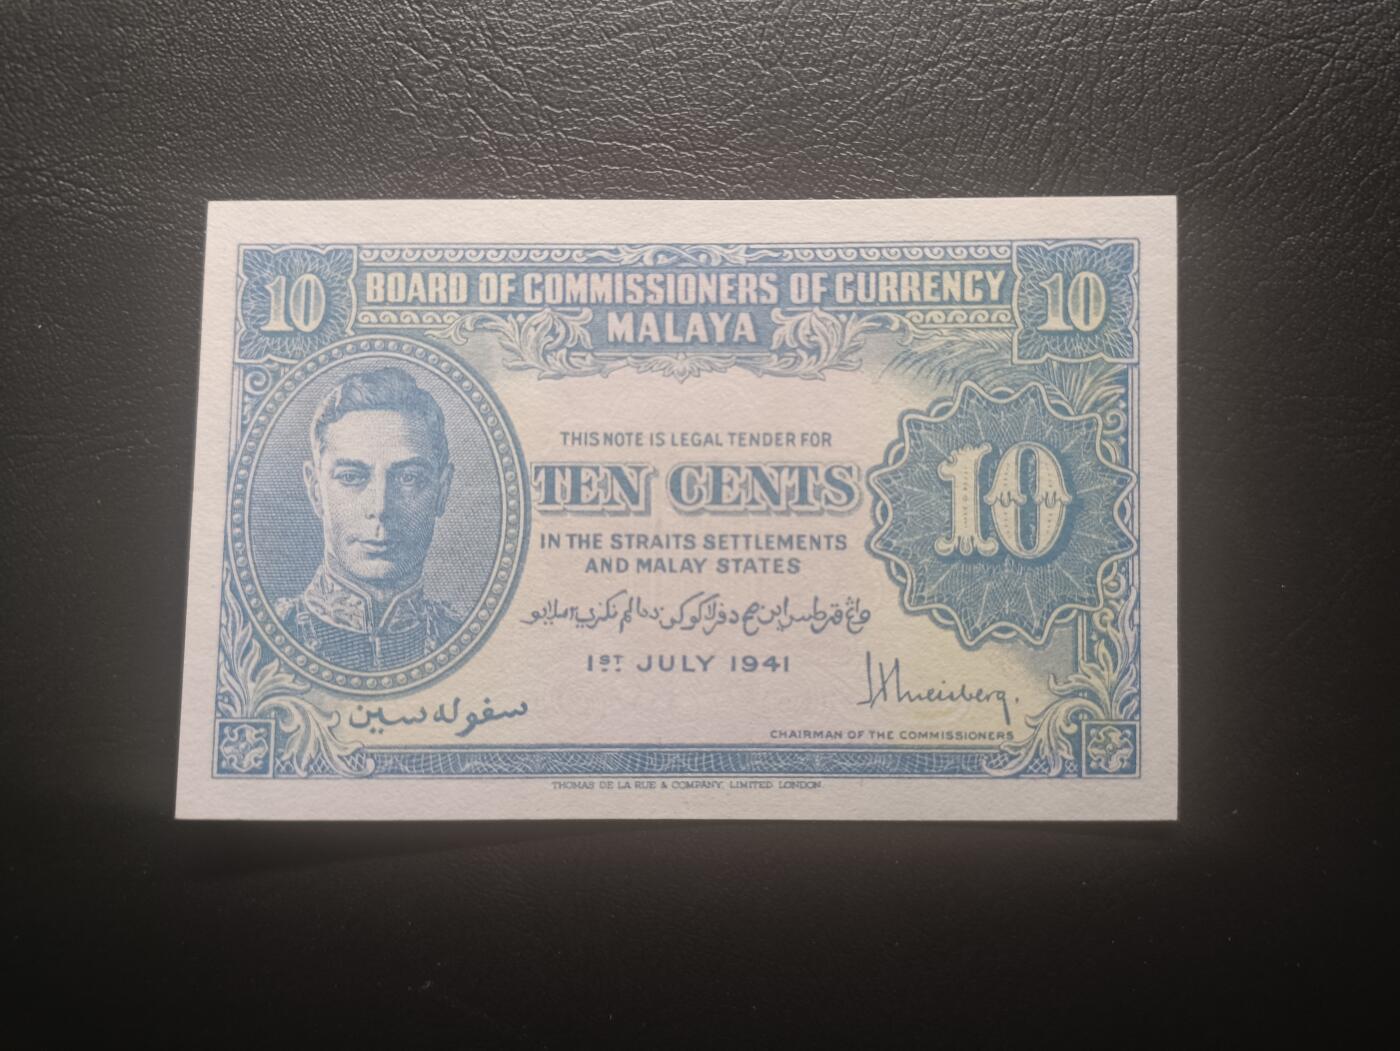 10 BOARD OF COMMISSIONERS OF CURRENCY 10
MALAYA
THIS NOTE IS LEGAL TENDER FOR
TEN CENTS
10
IN THE STRAITS SETTLEMENTS
AND MALAY STATES
1ST JULY 1941
سفوله سين
CHAIRMAN OF THE COMMISSIONERS
THOMAS DE LA RUE & COMPANY, LIMITED, LONDON.